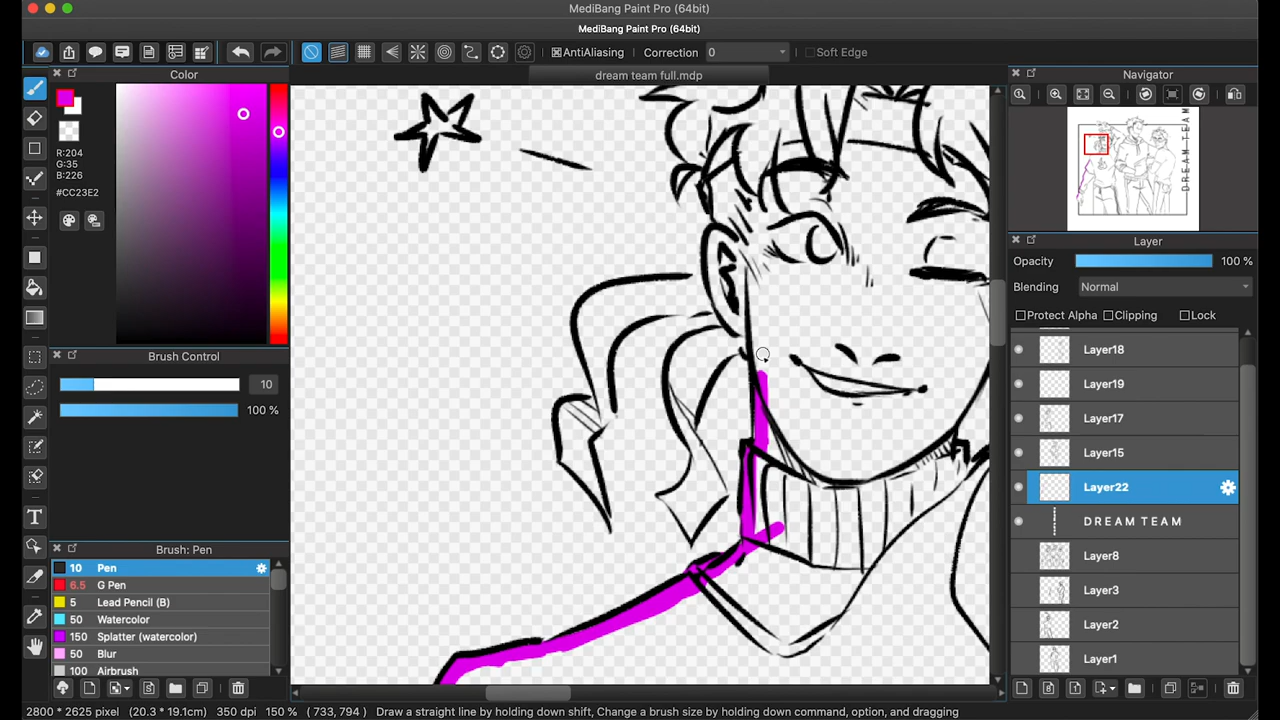 MediBang Paint Pro (64bit)
MediBang Paint Pro (64bit)
AntiAliasing Correction 0 Soft Edge
dream team full.mdp
Color
R:204
G:35
B:226
#CC23E2
Brush Control
10
100 %
Brush: Pen
10 Pen
6.5 G Pen
5 Lead Pencil (B)
50 Watercolor
150 Splatter (watercolor)
50 Blur
100 Airbrush
Navigator
DREAM TEAM
Layer
Opacity 100 %
Blending Normal
Protect Alpha Clipping Lock
Layer18
Layer19
Layer17
Layer15
Layer22
D R E A M T E A M
Layer8
Layer3
Layer2
Layer1
2800 * 2625 pixel (20.3 * 19.1cm) 350 dpi 150 % ( 733, 794 ) Draw a straight line by holding down shift, Change a brush size by holding down command, option, and dragging